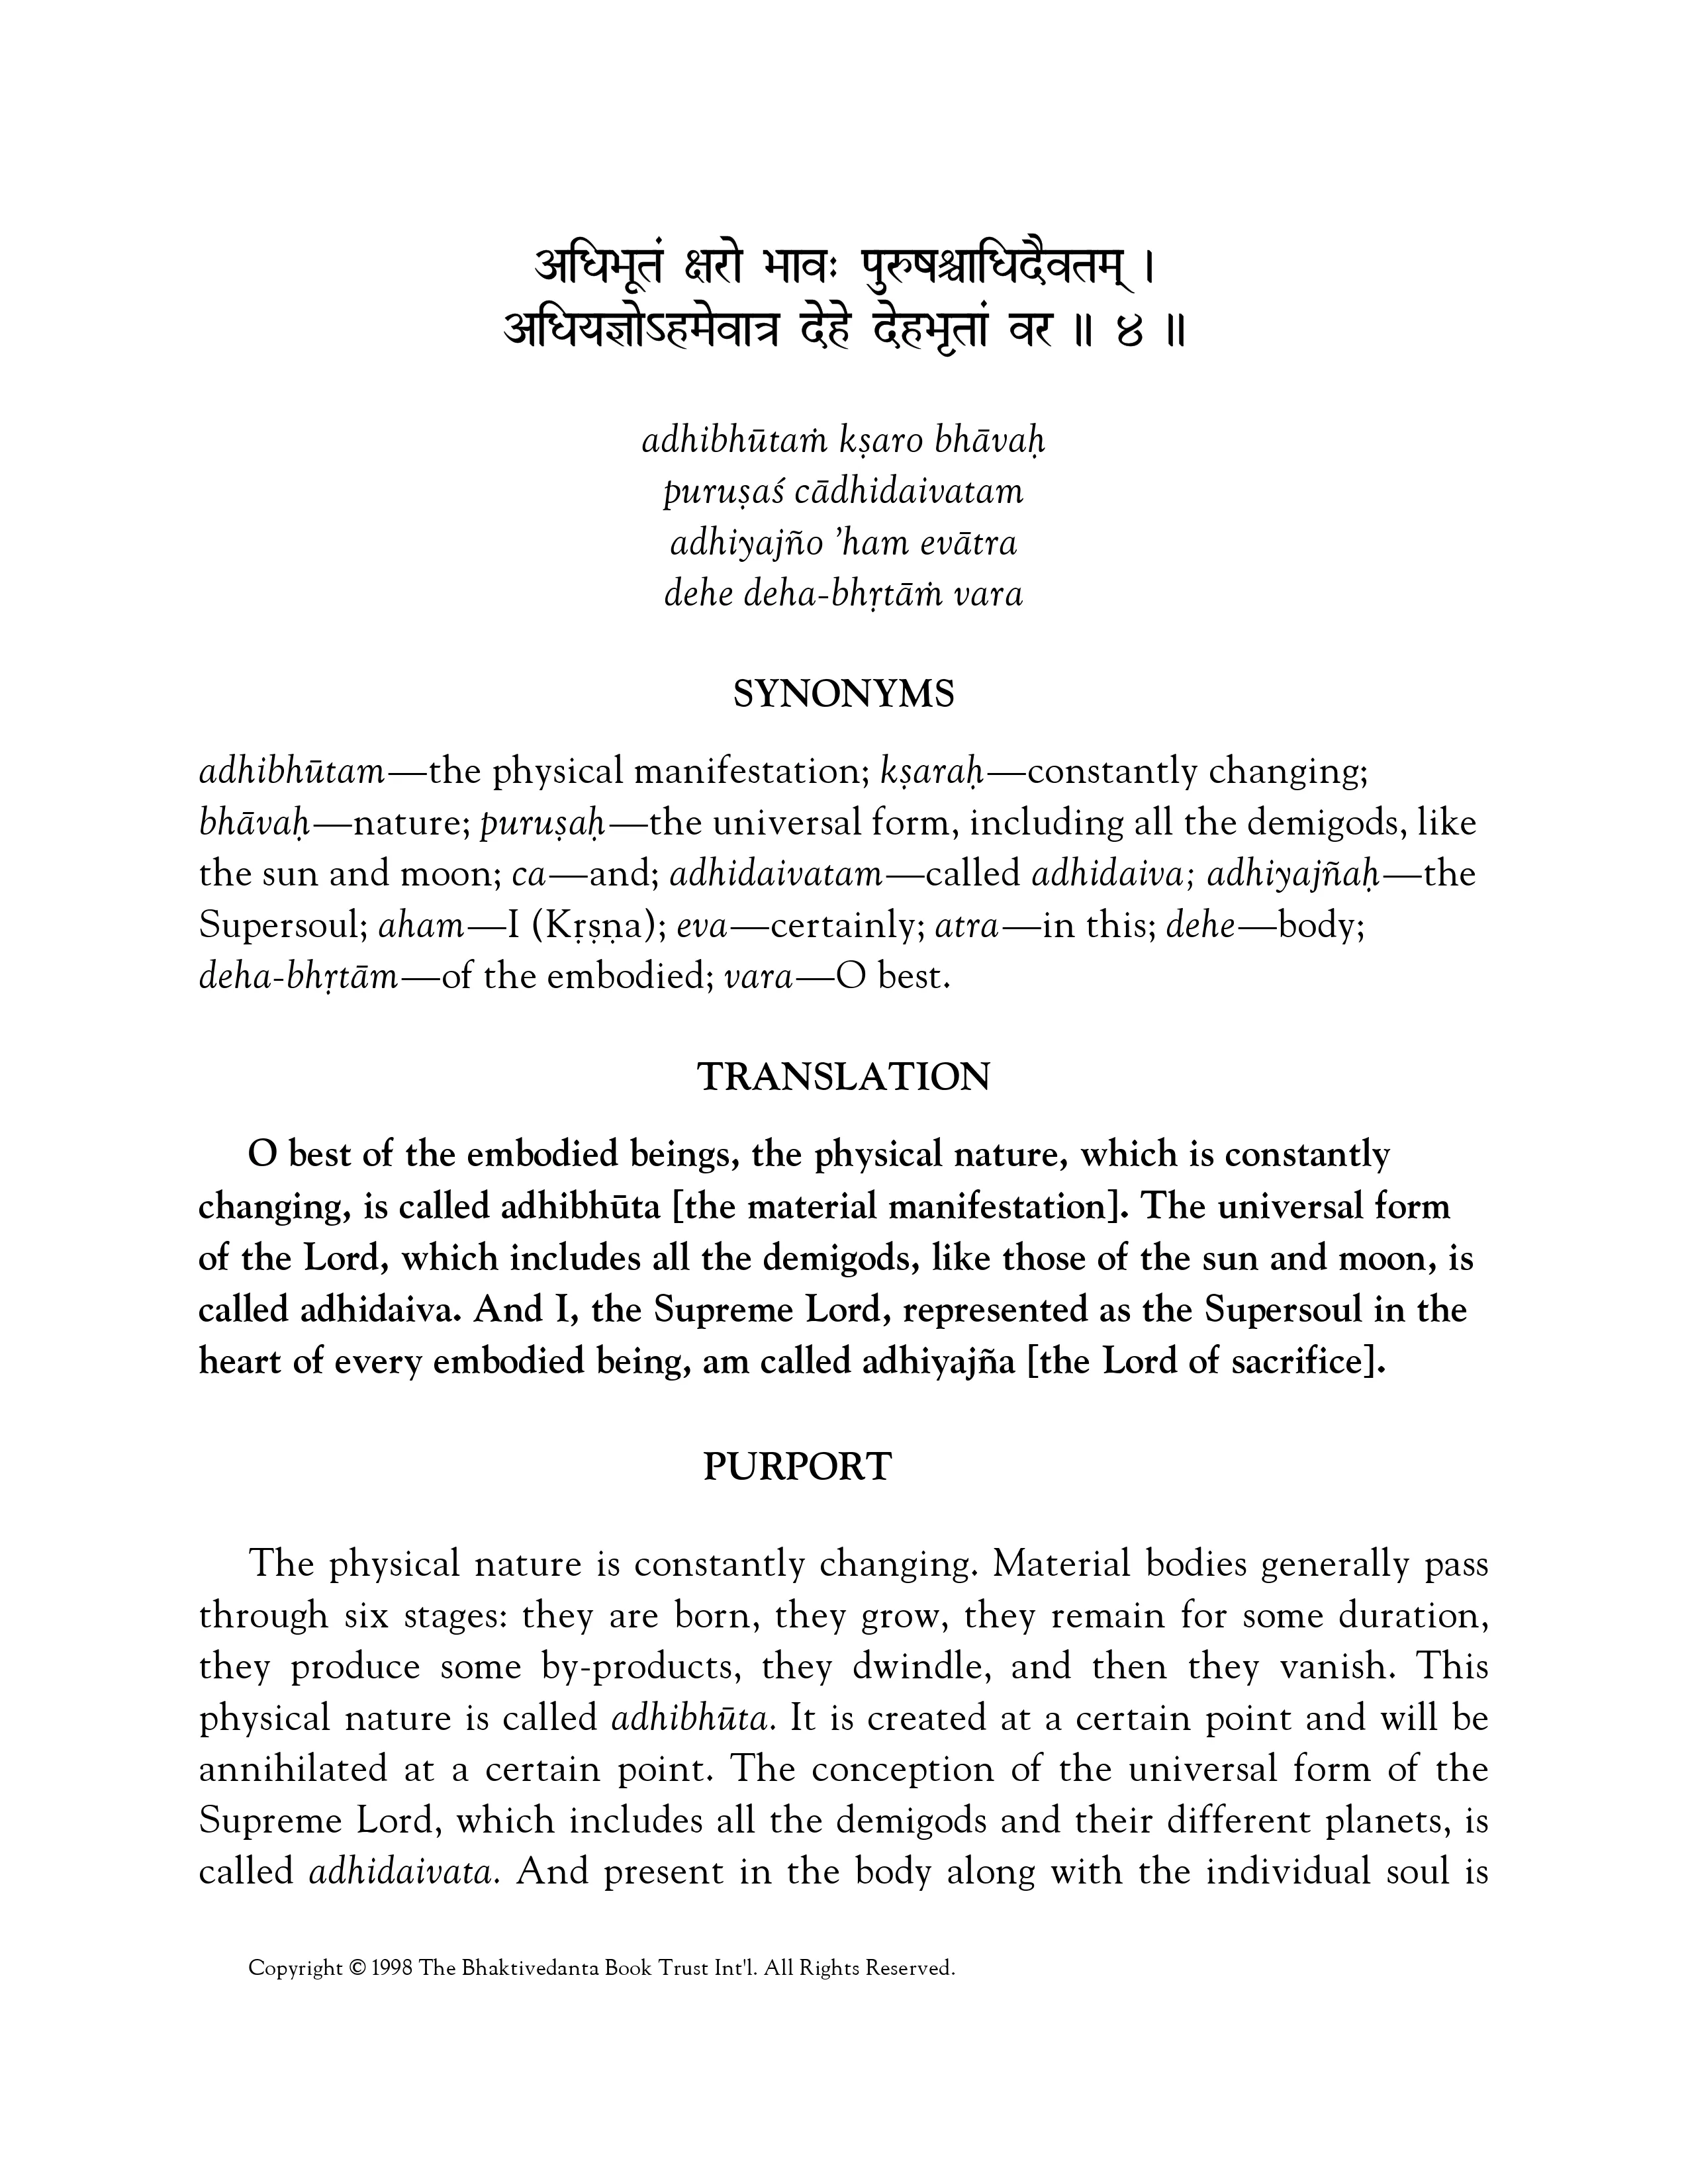 अधिभूतं क्षरो भावः पुरुषश्चाधिदैवतम् ।
अधियज्ञोऽहमेवात्र देहे देहभृतां वर ॥ ४ ॥
adhibhūtaṁ kṣaro bhāvaḥ
puruṣaś cādhidaivatam
adhiyajño ’ham evātra
dehe deha-bhṛtāṁ vara
SYNONYMS
adhibhūtam—the physical manifestation; kṣaraḥ—constantly changing;
bhāvaḥ—nature; puruṣaḥ—the universal form, including all the demigods, like
the sun and moon; ca—and; adhidaivatam—called adhidaiva; adhiyajñaḥ—the
Supersoul; aham—I (Kṛṣṇa); eva—certainly; atra—in this; dehe—body;
deha-bhṛtām—of the embodied; vara—O best.
TRANSLATION
O best of the embodied beings, the physical nature, which is constantly
changing, is called adhibhūta [the material manifestation]. The universal form
of the Lord, which includes all the demigods, like those of the sun and moon, is
called adhidaiva. And I, the Supreme Lord, represented as the Supersoul in the
heart of every embodied being, am called adhiyajña [the Lord of sacrifice].
PURPORT
The physical nature is constantly changing. Material bodies generally pass
through six stages: they are born, they grow, they remain for some duration,
they produce some by-products, they dwindle, and then they vanish. This
physical nature is called adhibhūta. It is created at a certain point and will be
annihilated at a certain point. The conception of the universal form of the
Supreme Lord, which includes all the demigods and their different planets, is
called adhidaivata. And present in the body along with the individual soul is
Copyright © 1998 The Bhaktivedanta Book Trust Int'l. All Rights Reserved.